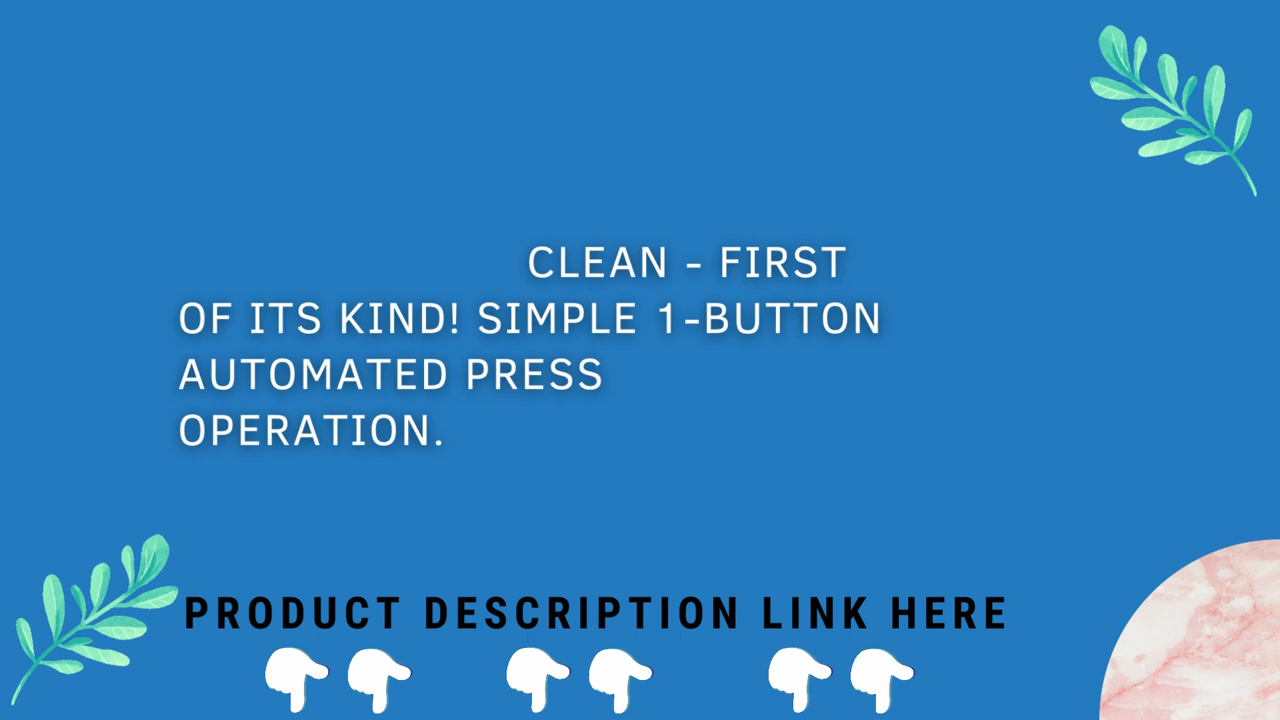 CLEAN - FIRST
OF ITS KIND! SIMPLE 1-BUTTON
AUTOMATED PRESS
OPERATION.
PRODUCT DESCRIPTION LINK HERE